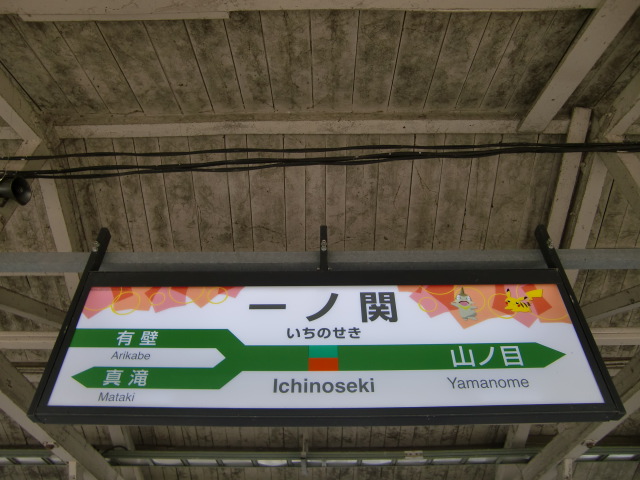 一ノ関
いちのせき
有壁
Arikabe
真滝
Mataki
Ichinoseki
山ノ目
Yamanome